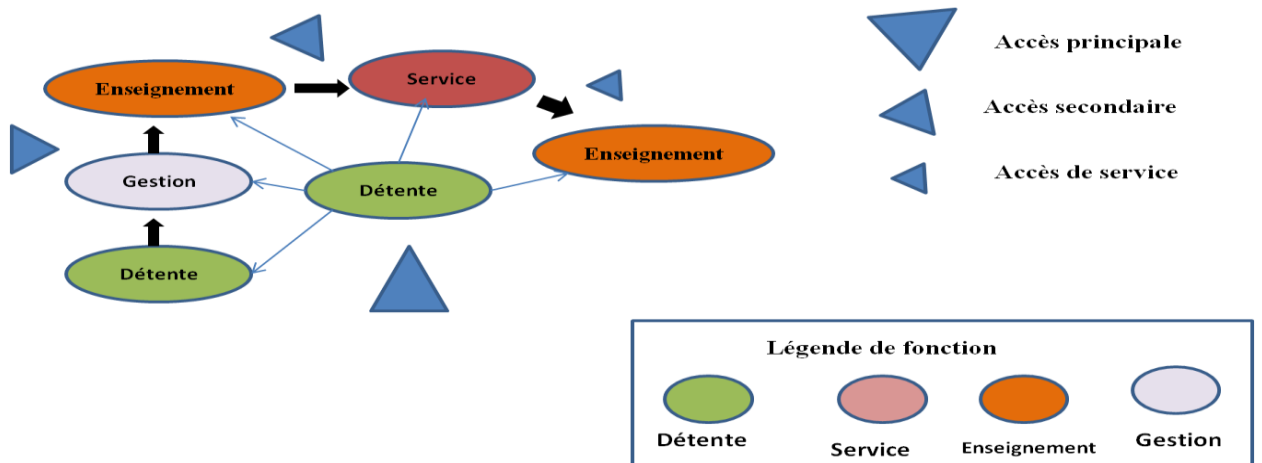 Accès principale
Service
Enseignement
Accès secondaire
Enseignement
Accès de service
Gestion
Détente
Détente
Légende de fonction
Détente
Service
Enseignement
Gestion